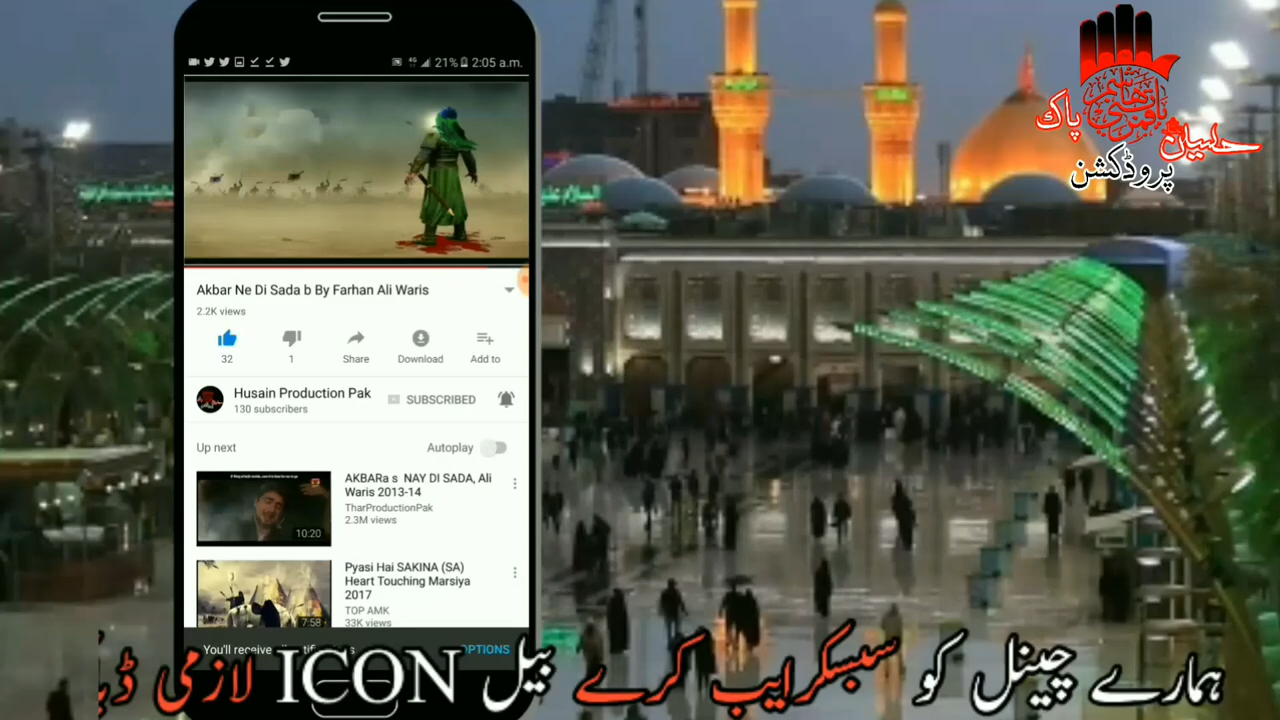 21% 2:05 a.m.
Akbar Ne Di Sada b By Farhan Ali Waris
2.2K views
32
1
Share
Download
Add to
Husain Production Pak
130 subscribers
SUBSCRIBED
Up next
Autoplay
AKBARa s NAY DI SADA, Ali
Waris 2013-14
TharProductionPak
2.3M views
10:20
Pyasi Hai SAKINA (SA)
Heart Touching Marsiya
2017
TOP AMK
33K views
7:58
You'll receive
OPTIONS
پاک
پروڈکشن
ہمارے چینل کو سبسکرایب کرے بیل ICON لازمی